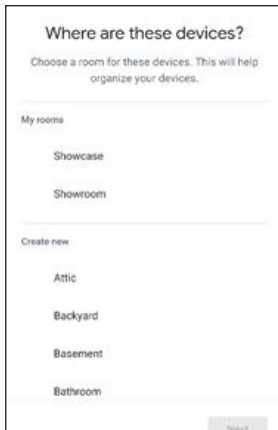 Where are these devices?
Choose a room for these devices. This will help
organize your devices.
My rooms
Showcase
Showroom
Create new
Attic
Backyard
Basement
Bathroom
Next